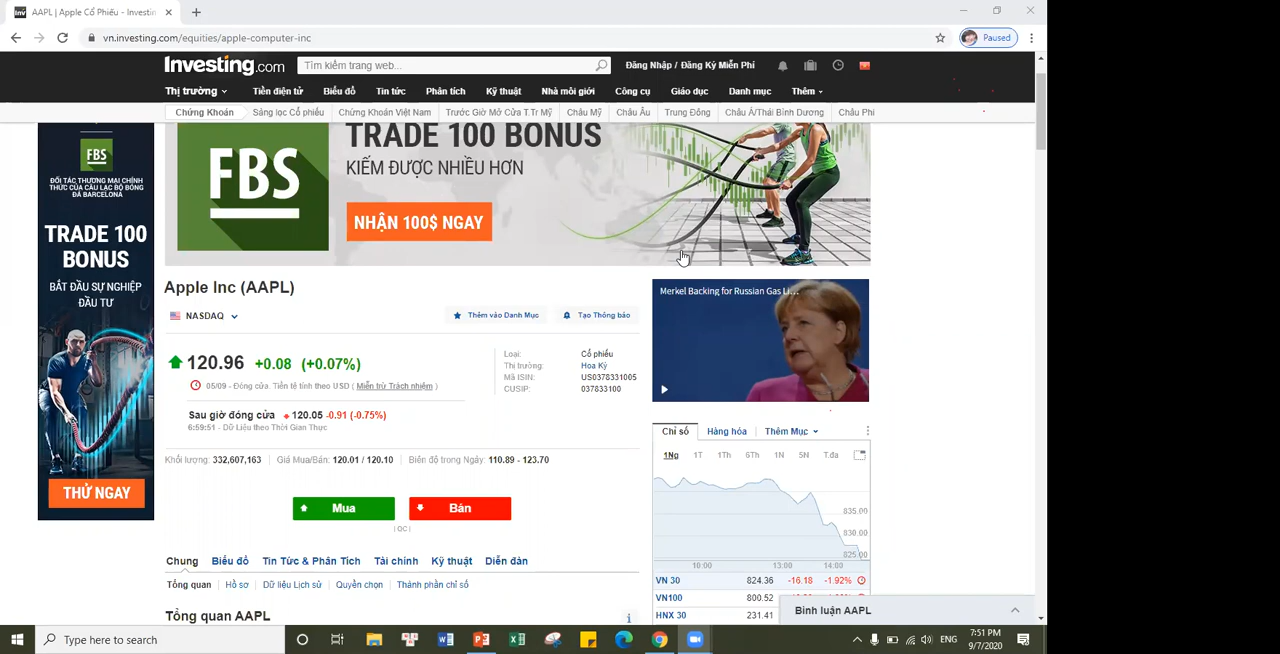 AAPL | Apple Cổ Phiếu - Investin
vn.investing.com/equities/apple-computer-inc
Paused
Investing.com
Tìm kiếm trang web...
Đăng Nhập / Đăng Ký Miễn Phí
Thị trường Tiền điện tử Biểu đồ Tin tức Phân tích Kỹ thuật Nhà môi giới Công cụ Giáo dục Danh mục Thêm
Chứng Khoán Sàng lọc Cổ phiếu Chứng Khoán Việt Nam Trước Giờ Mở Cửa T.Tr Mỹ Châu Mỹ Châu Âu Trung Đông Châu Á/Thái Bình Dương Châu Phi
FBS
ĐỐI TÁC THƯƠNG MẠI CHÍNH
THỨC CỦA CÂU LẠC BỘ BÓNG
ĐÁ BARCELONA
TRADE 100
BONUS
BẮT ĐẦU SỰ NGHIỆP
ĐẦU TƯ
THỬ NGAY
FBS
TRADE 100 BONUS
KIẾM ĐƯỢC NHIỀU HƠN
NHẬN 100$ NGAY
Apple Inc (AAPL)
NASDAQ
Thêm vào Danh Mục
Tạo Thông báo
120.96 +0.08 (+0.07%)
05/09 - Đóng cửa. Tiền tệ tính theo USD ( Miễn trừ Trách nhiệm )
Sau giờ đóng cửa 120.05 -0.91 (-0.75%)
6:59:51 - Dữ Liệu theo Thời Gian Thực
Loại: Cổ phiếu
Thị trường: Hoa Kỳ
Mã ISIN: US0378331005
CUSIP: 037833100
Khối lượng: 332,607,163 Giá Mua/Bán: 120.01 / 120.10 Biên độ trong Ngày: 110.89 - 123.70
Mua
Bán
Chung Biểu đồ Tin Tức & Phân Tích Tài chính Kỹ thuật Diễn đàn
Tổng quan Hồ sơ Dữ liệu Lịch sử Quyền chọn Thành phần chỉ số
Tổng quan AAPL
Merkel Backing for Russian Gas Li...
Chỉ số Hàng hóa Thêm Mục
1Ng 1T 1Th 6Th 1N 5N T.đa
835.00
830.00
825.00
10:00 13:00 14:00
VN 30 824.36 -16.18 -1.92%
VN100 800.52
HNX 30 231.41
Bình luận AAPL
Type here to search
ENG
7:51 PM
9/7/2020